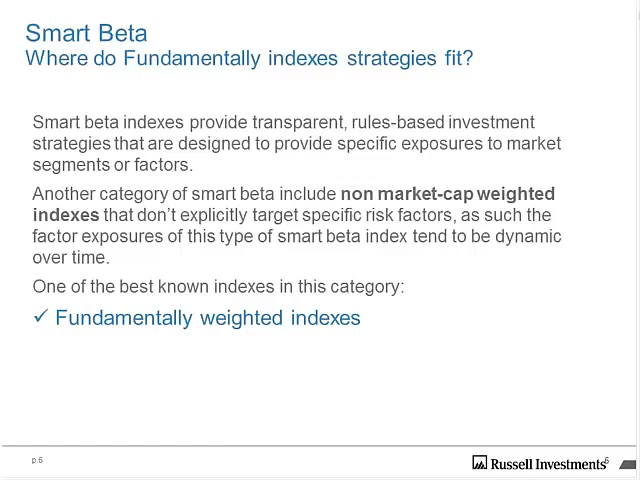 Smart Beta
Where do Fundamentally indexes strategies fit?
Smart beta indexes provide transparent, rules-based investment
strategies that are designed to provide specific exposures to market
segments or factors.
Another category of smart beta include non market-cap weighted
indexes that don't explicitly target specific risk factors, as such the
factor exposures of this type of smart beta index tend to be dynamic
over time.
One of the best known indexes in this category:
✓ Fundamentally weighted indexes
p.5
Russell Investments
5